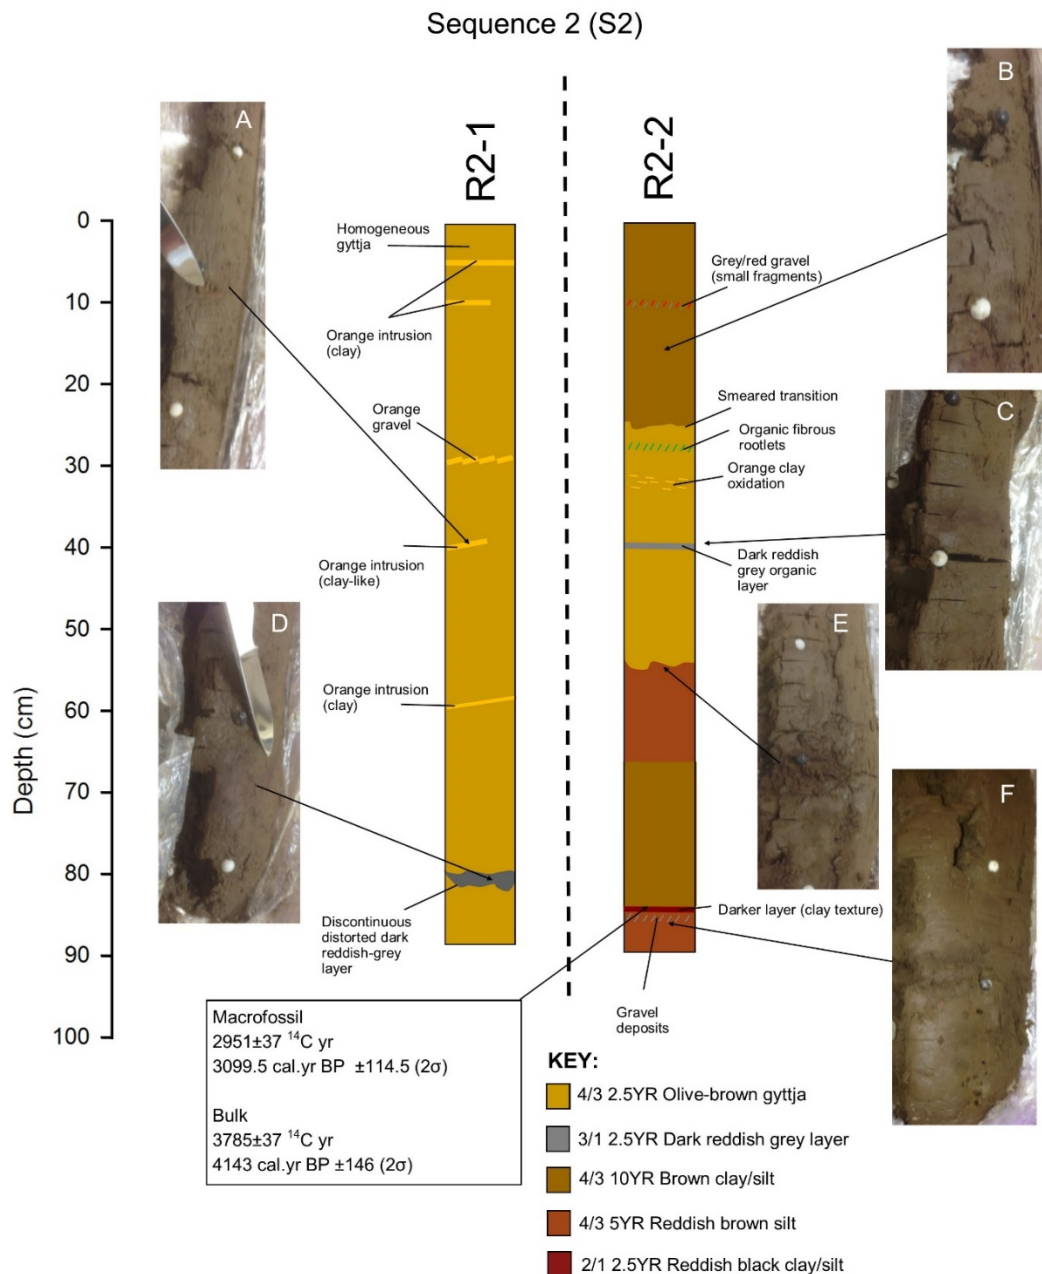 Sequence 2 (S2)
A
B
R2-1
R2-2
0
10
20
30
40
50
60
70
80
90
100
Depth (cm)
Homogeneous
gyttja
Orange intrusion
(clay)
Orange
gravel
Orange intrusion
(clay-like)
D
Orange intrusion
(clay)
Discontinuous
distorted dark
reddish-grey
layer
Grey/red gravel
(small fragments)
Smeared transition
C
Organic fibrous
rootlets
Orange clay
oxidation
Dark reddish
grey organic
layer
E
F
Darker layer (clay texture)
Gravel
deposits
Macrofossil
2951±37 ¹⁴C yr
3099.5 cal.yr BP ±114.5 (2σ)
Bulk
3785±37 ¹⁴C yr
4143 cal.yr BP ±146 (2σ)
KEY:
4/3 2.5YR Olive-brown gyttja
3/1 2.5YR Dark reddish grey layer
4/3 10YR Brown clay/silt
4/3 5YR Reddish brown silt
2/1 2.5YR Reddish black clay/silt